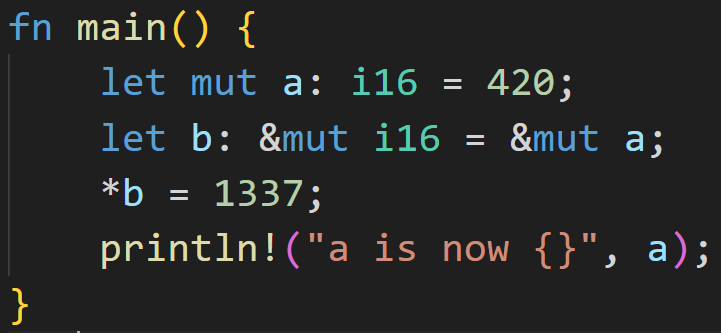 fn main() {
    let mut a: i16 = 420;
    let b: &mut i16 = &mut a;
    *b = 1337;
    println!("a is now {}", a);
}